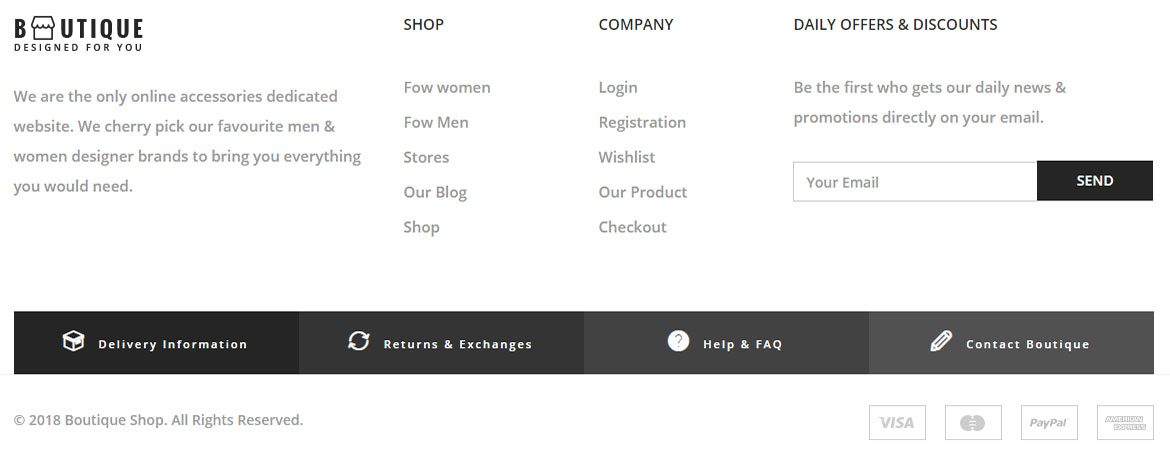 B UTIQUE
DESIGNED FOR YOU
We are the only online accessories dedicated
website. We cherry pick our favourite men &
women designer brands to bring you everything
you would need.
SHOP
Fow women
Fow Men
Stores
Our Blog
Shop
COMPANY
Login
Registration
Wishlist
Our Product
Checkout
DAILY OFFERS & DISCOUNTS
Be the first who gets our daily news &
promotions directly on your email.
Your Email
SEND
Delivery Information
Returns & Exchanges
? Help & FAQ
Contact Boutique
© 2018 Boutique Shop. All Rights Reserved.
VISA
PayPal
AMERICAN
EXPRESS